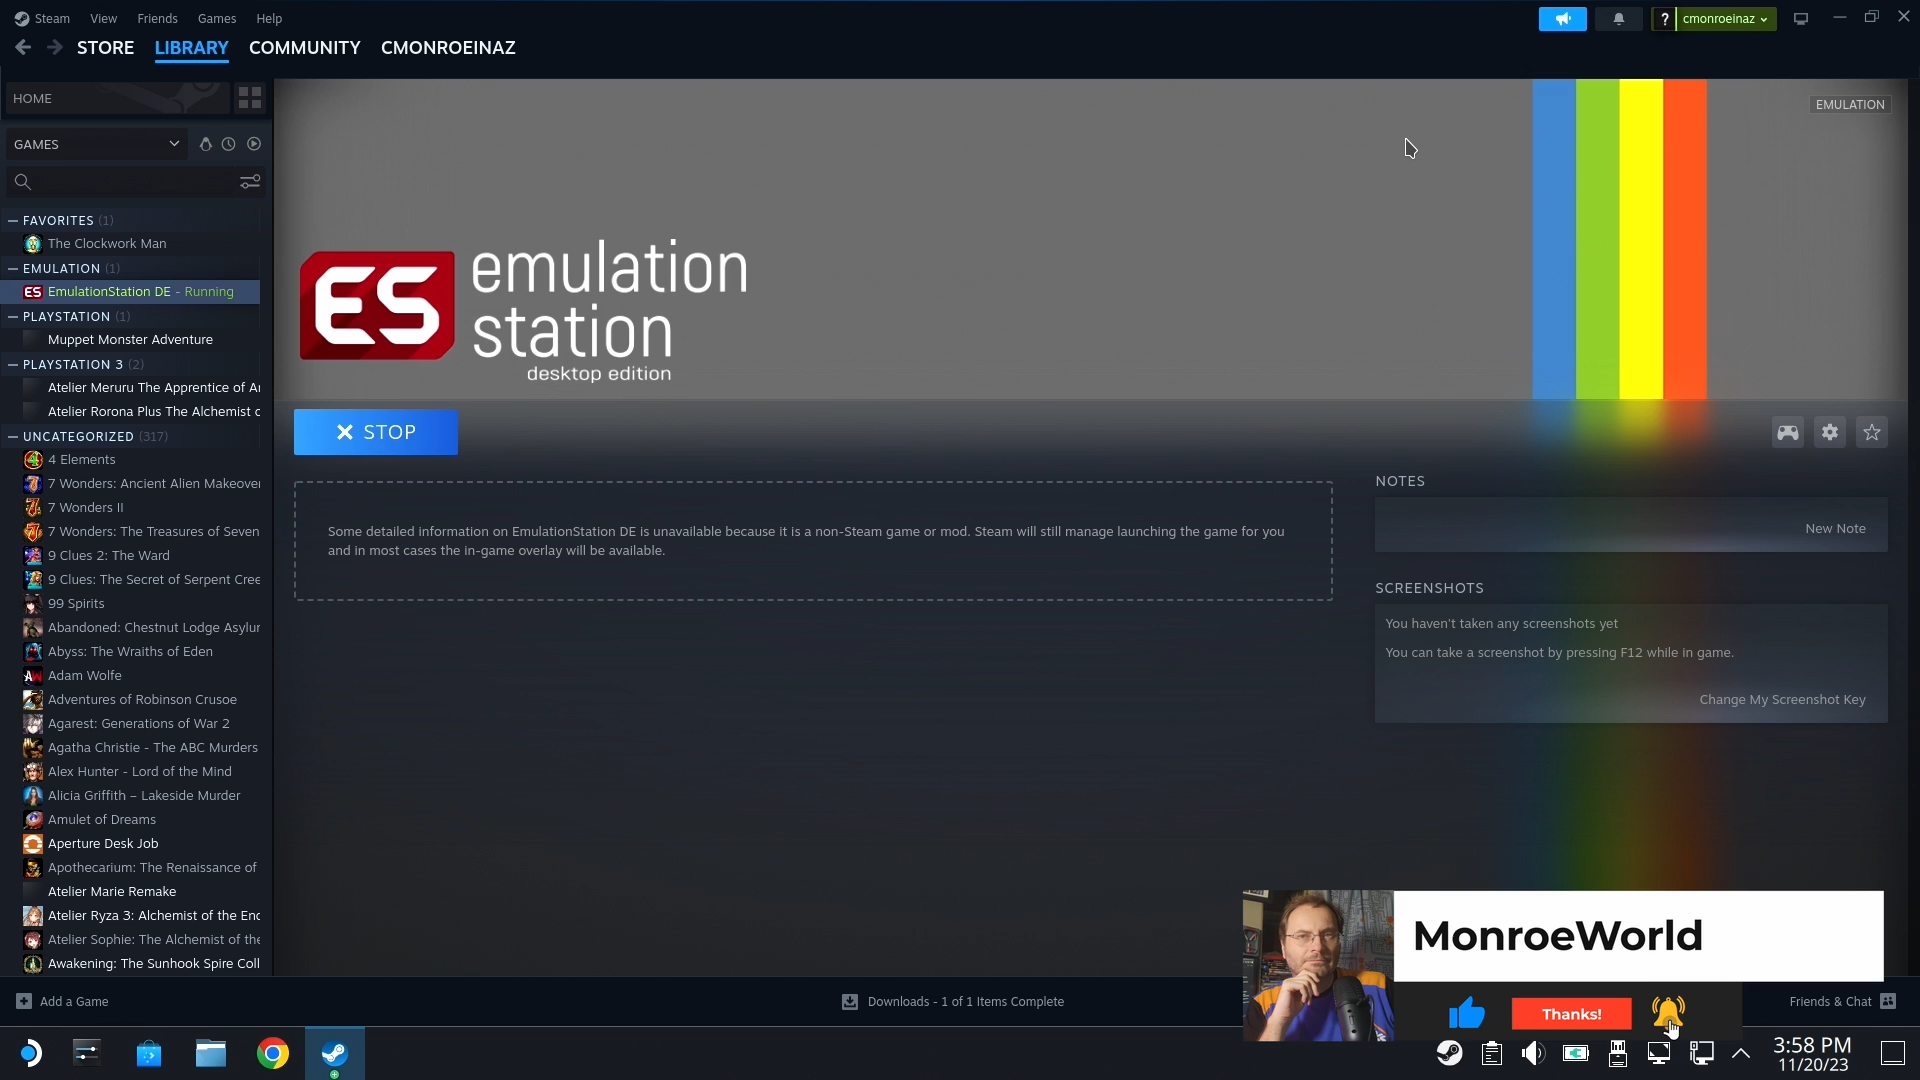 Steam
View
Friends
Games
Help
? cmonroeinaz
STORE
LIBRARY
COMMUNITY
CMONROEINAZ
HOME
GAMES
FAVORITES (1)
The Clockwork Man
EMULATION (1)
ES EmulationStation DE - Running
PLAYSTATION (1)
Muppet Monster Adventure
PLAYSTATION 3 (2)
Atelier Meruru The Apprentice of Ar
Atelier Rorona Plus The Alchemist o
UNCATEGORIZED (317)
4 Elements
7 Wonders: Ancient Alien Makeover
7 Wonders II
7 Wonders: The Treasures of Seven
9 Clues 2: The Ward
9 Clues: The Secret of Serpent Cree
99 Spirits
Abandoned: Chestnut Lodge Asylur
Abyss: The Wraiths of Eden
Adam Wolfe
Adventures of Robinson Crusoe
Agarest: Generations of War 2
Agatha Christie - The ABC Murders
Alex Hunter - Lord of the Mind
Alicia Griffith – Lakeside Murder
Amulet of Dreams
Aperture Desk Job
Apothecarium: The Renaissance of
Atelier Marie Remake
Atelier Ryza 3: Alchemist of the End
Atelier Sophie: The Alchemist of the
Awakening: The Sunhook Spire Coll
EMULATION
ES
emulation
station
desktop edition
STOP
Some detailed information on EmulationStation DE is unavailable because it is a non-Steam game or mod. Steam will still manage launching the game for you
and in most cases the in-game overlay will be available.
NOTES
New Note
SCREENSHOTS
You haven't taken any screenshots yet
You can take a screenshot by pressing F12 while in game.
Change My Screenshot Key
MonroeWorld
Thanks!
Add a Game
Downloads - 1 of 1 Items Complete
Friends & Chat
3:58 PM
11/20/23